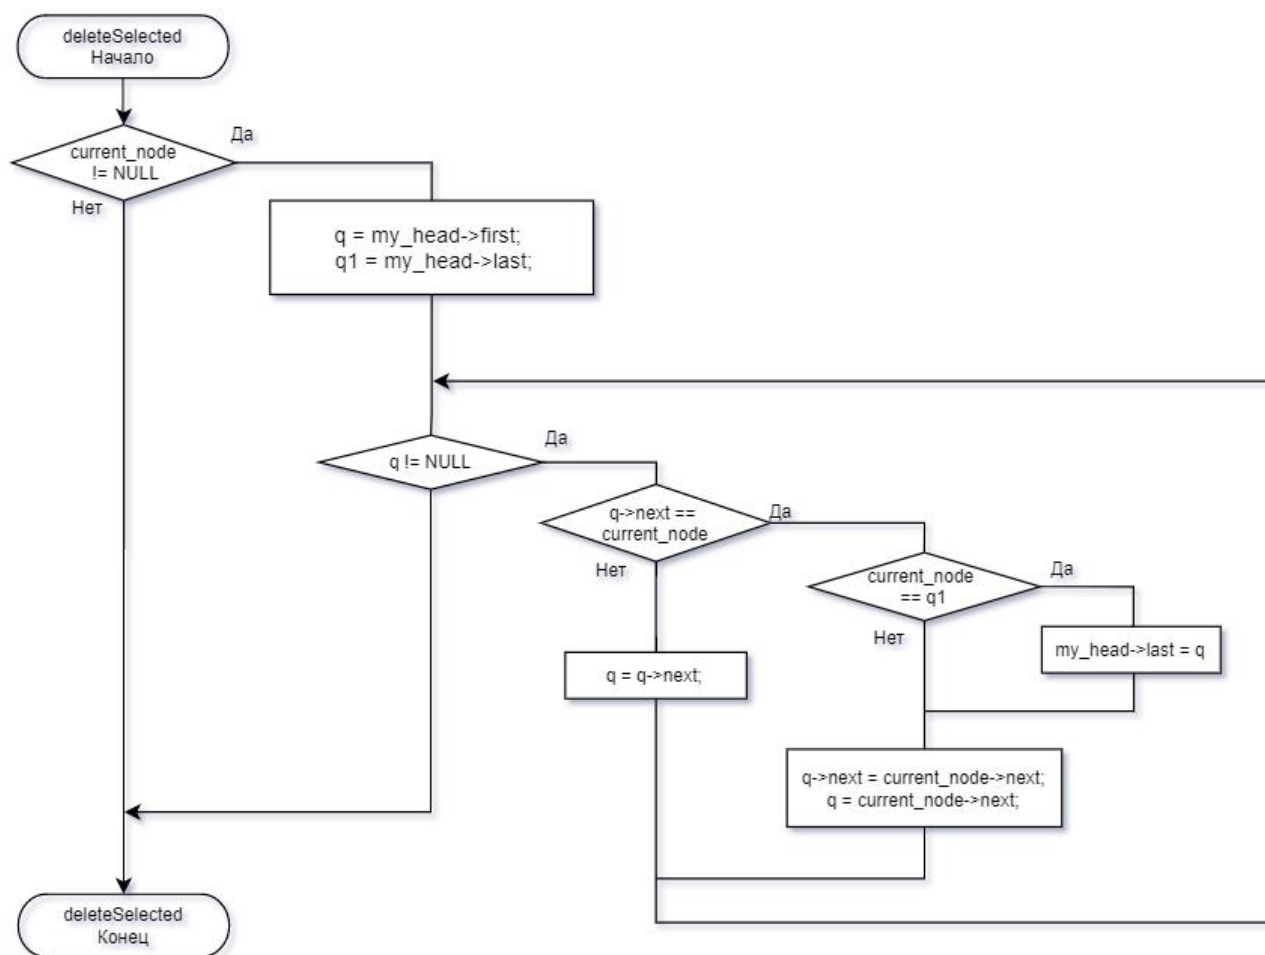 deleteSelected
Начало
current_node
!= NULL
Да
Нет
q = my_head->first;
q1 = my_head->last;
q != NULL
Да
q->next ==
current_node
Да
Нет
current_node
== q1
Да
Нет
my_head->last = q
q = q->next;
q->next = current_node->next;
q = current_node->next;
deleteSelected
Конец